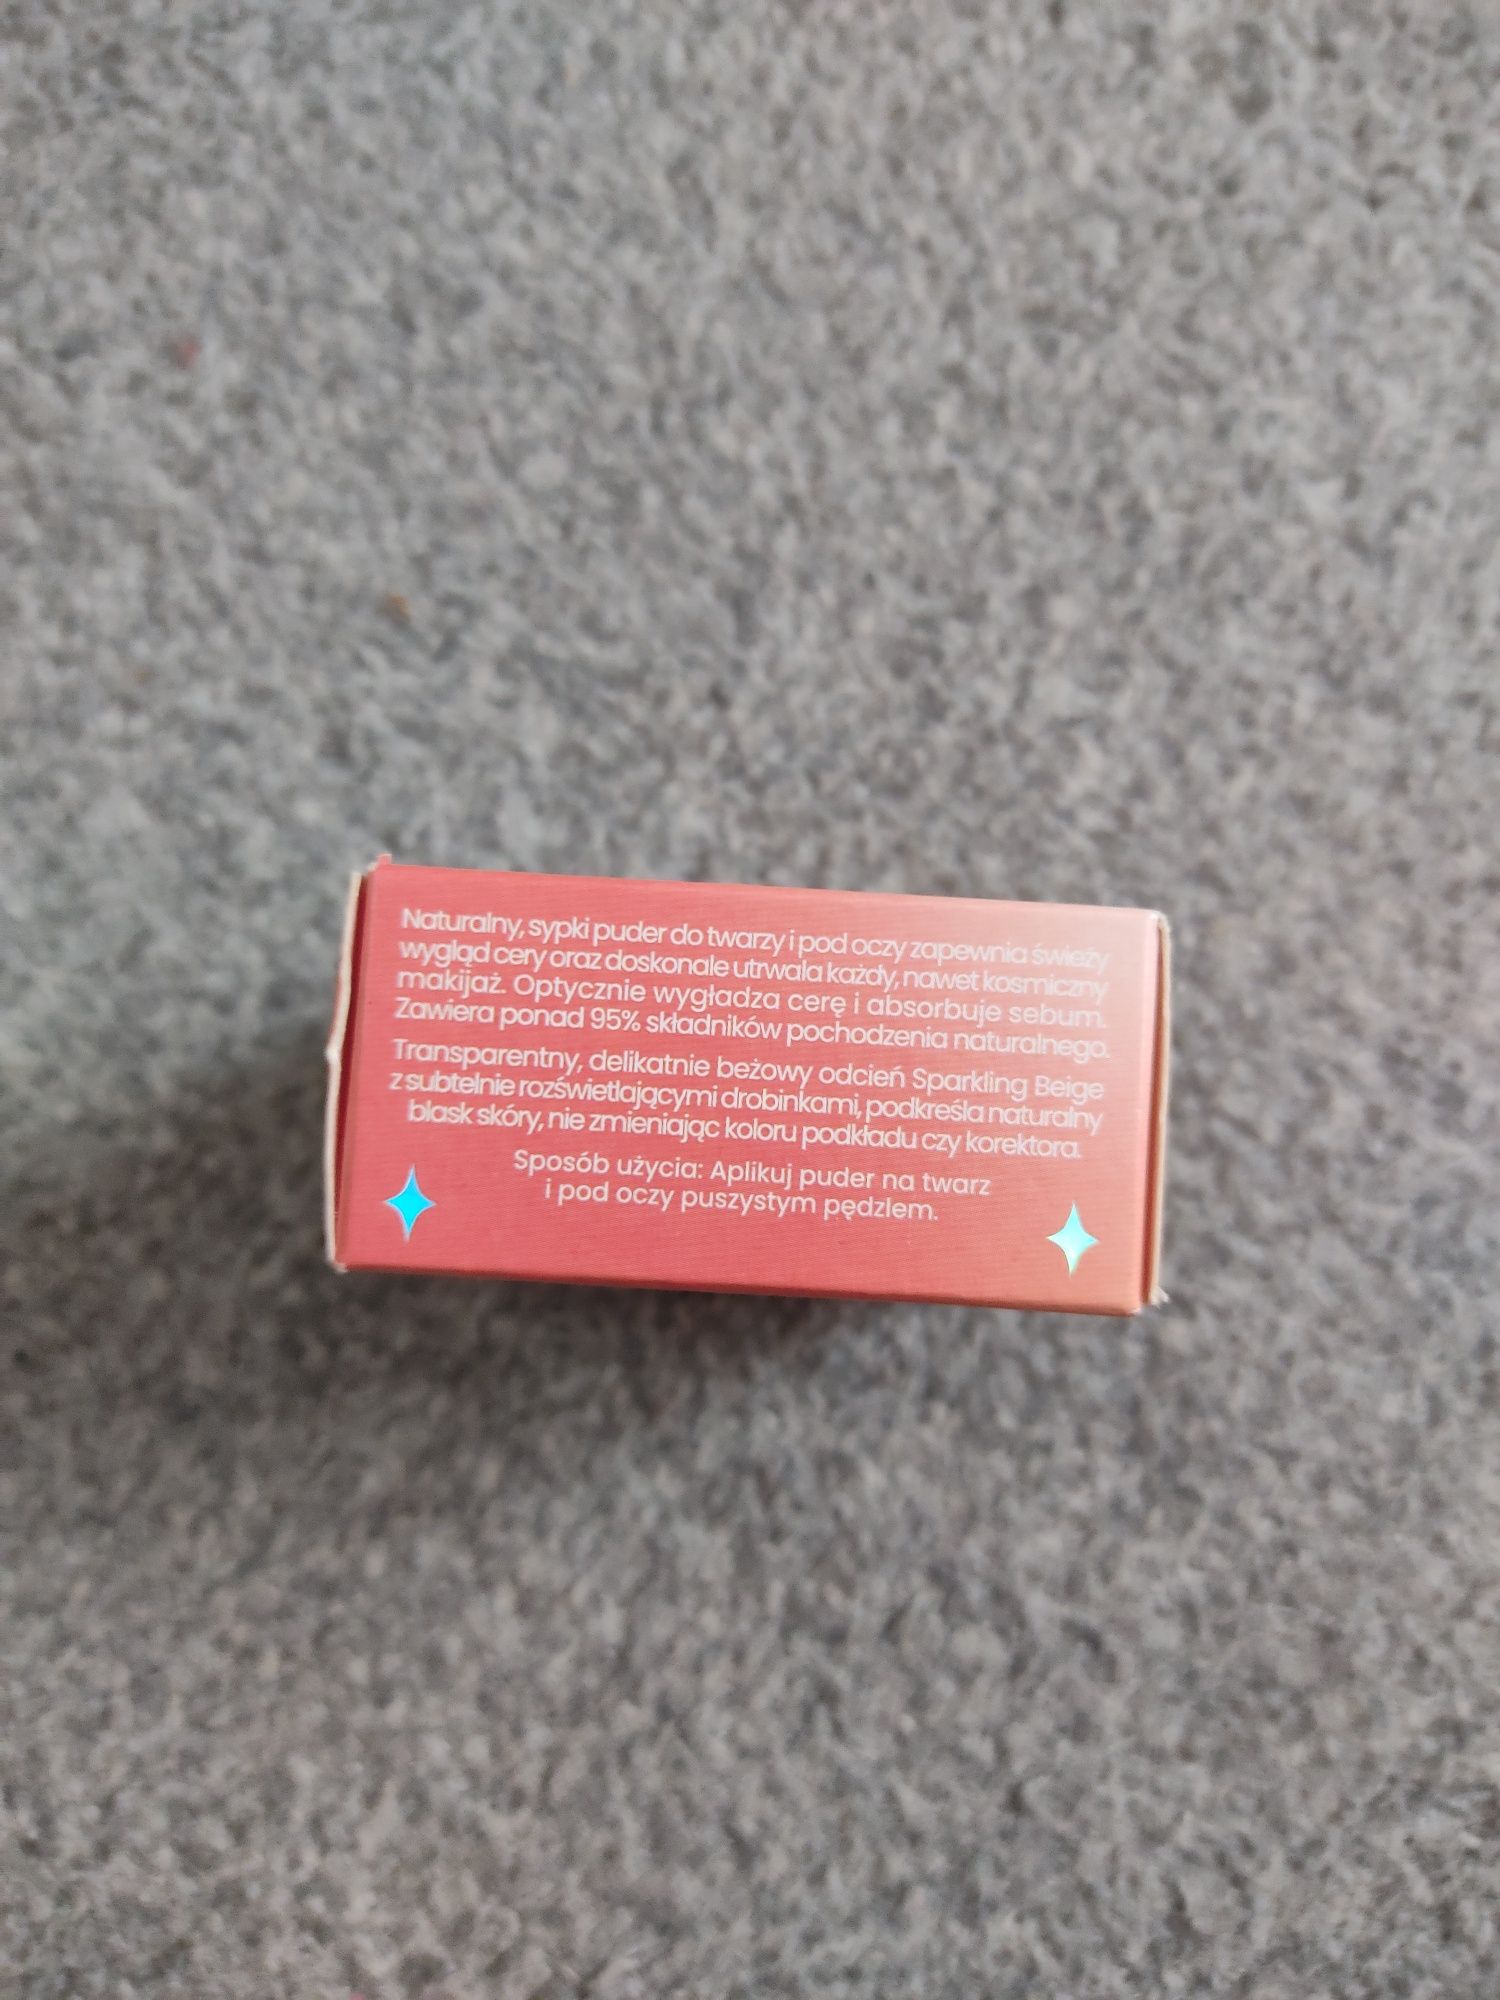 Naturalny, sypki puder do twarzy i pod oczy zapewnia świeży
wygląd cery oraz doskonale utrwala każdy, nawet kosmiczny
makijaż. Optycznie wygładza cerę i absorbuje sebum.
Zawiera ponad 95% składników pochodzenia naturalnego.
Transparentny, delikatnie beżowy odcień Sparkling Beige
z subtelnie rozświetlającymi drobinkami, podkreśla naturalny
blask skóry, nie zmieniając koloru podkładu czy korektora.
Sposób użycia: Aplikuj puder na twarz
i pod oczy puszystym pędzlem.